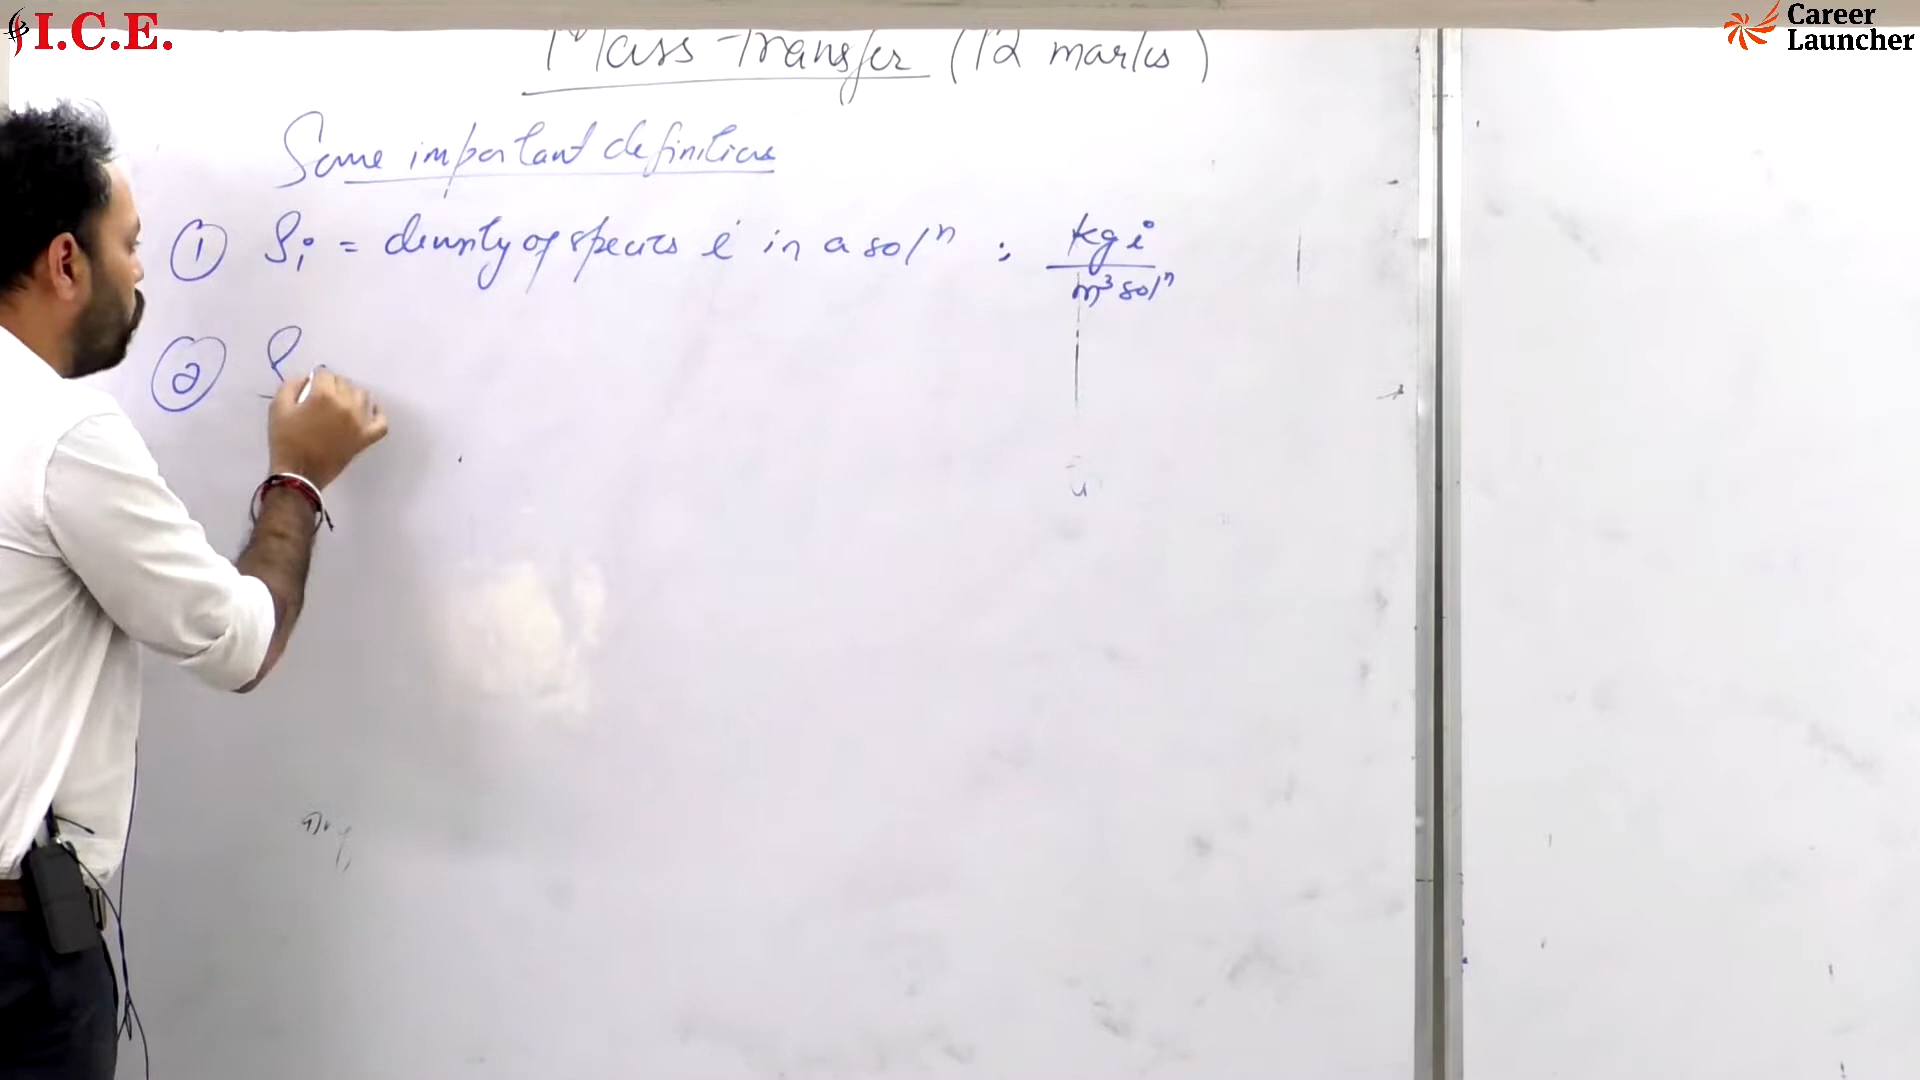 I.C.E.
Career
Launcher
Mass Transfer (12 marks)
Some important definitions
① ρi = density of species i in a solⁿ ; kg i / m³ solⁿ
② ρ